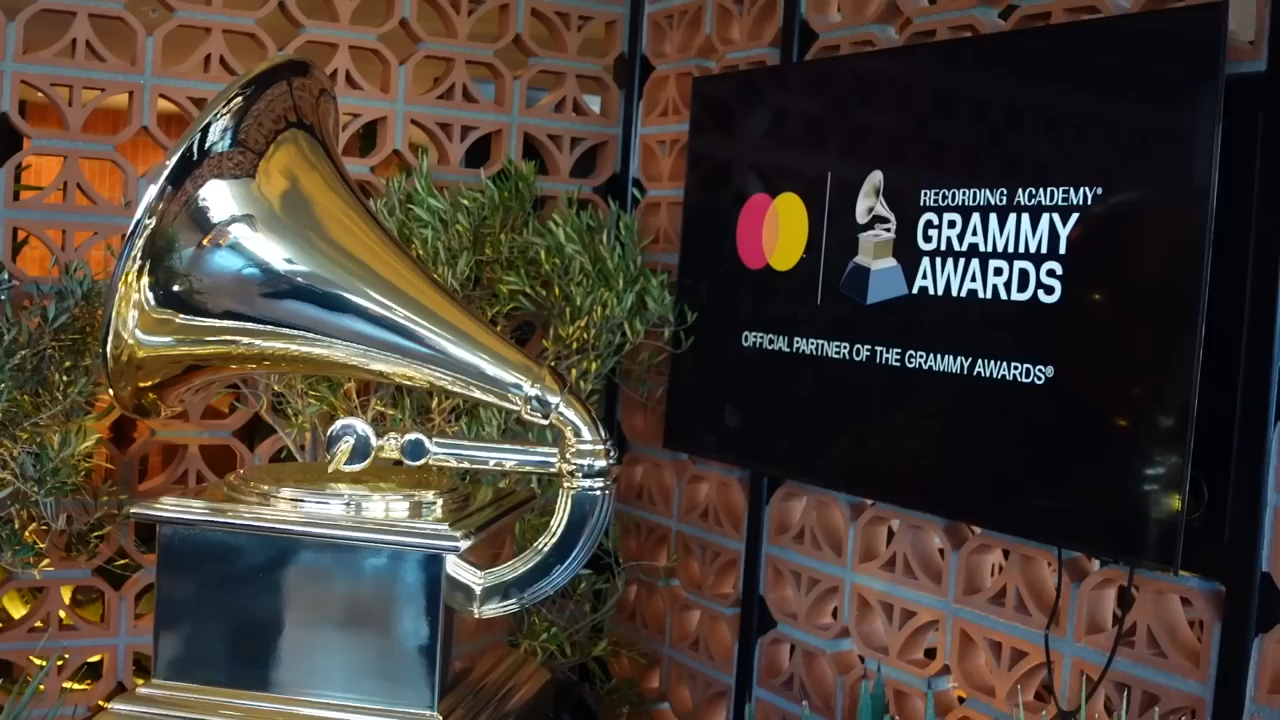 RECORDING ACADEMY®
GRAMMY
AWARDS
OFFICIAL PARTNER OF THE GRAMMY AWARDS®